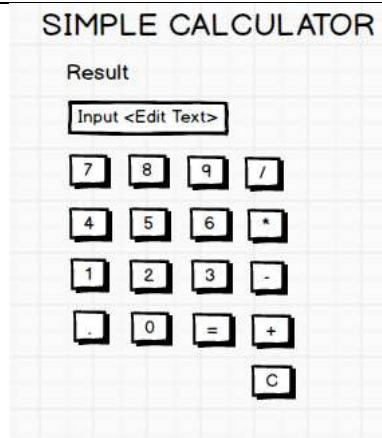 SIMPLE CALCULATOR
Result
Input <Edit Text>
7 8 9 /
4 5 6 *
1 2 3 -
. 0 = +
C